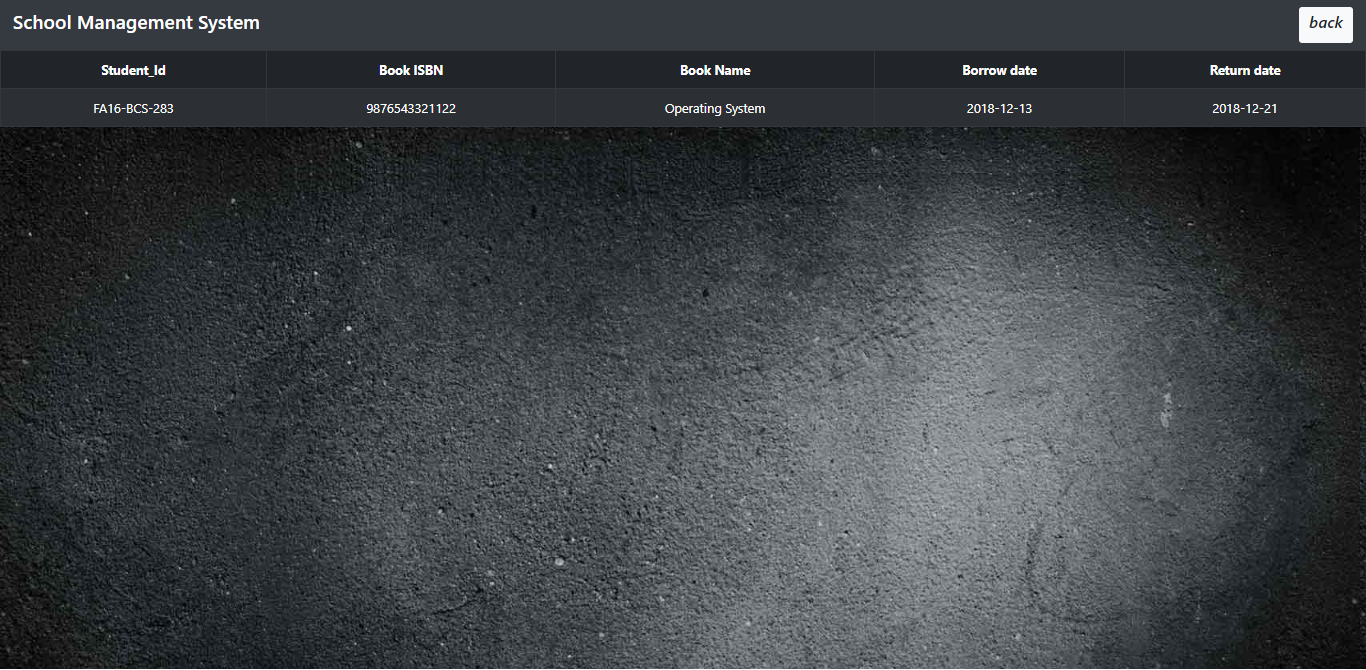 School Management System back
Student_Id Book ISBN Book Name Borrow date Return date
FA16-BCS-283 9876543321122 Operating System 2018-12-13 2018-12-21